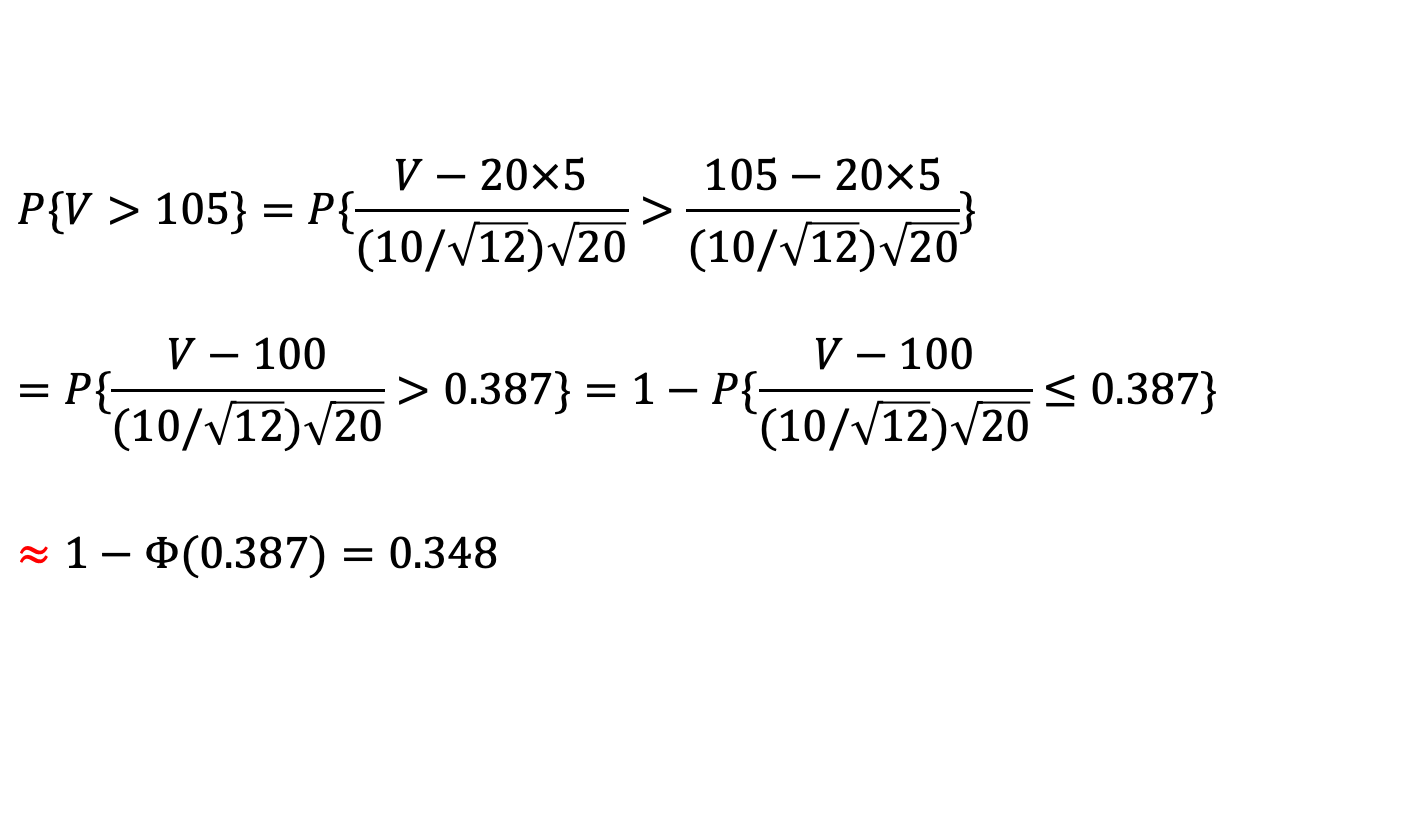 P{V > 105} = P{(V − 20×5)/((10/√12)√20) > (105 − 20×5)/((10/√12)√20)}
= P{(V − 100)/((10/√12)√20) > 0.387} = 1 − P{(V − 100)/((10/√12)√20) ≤ 0.387}
≈ 1 − Φ(0.387) = 0.348